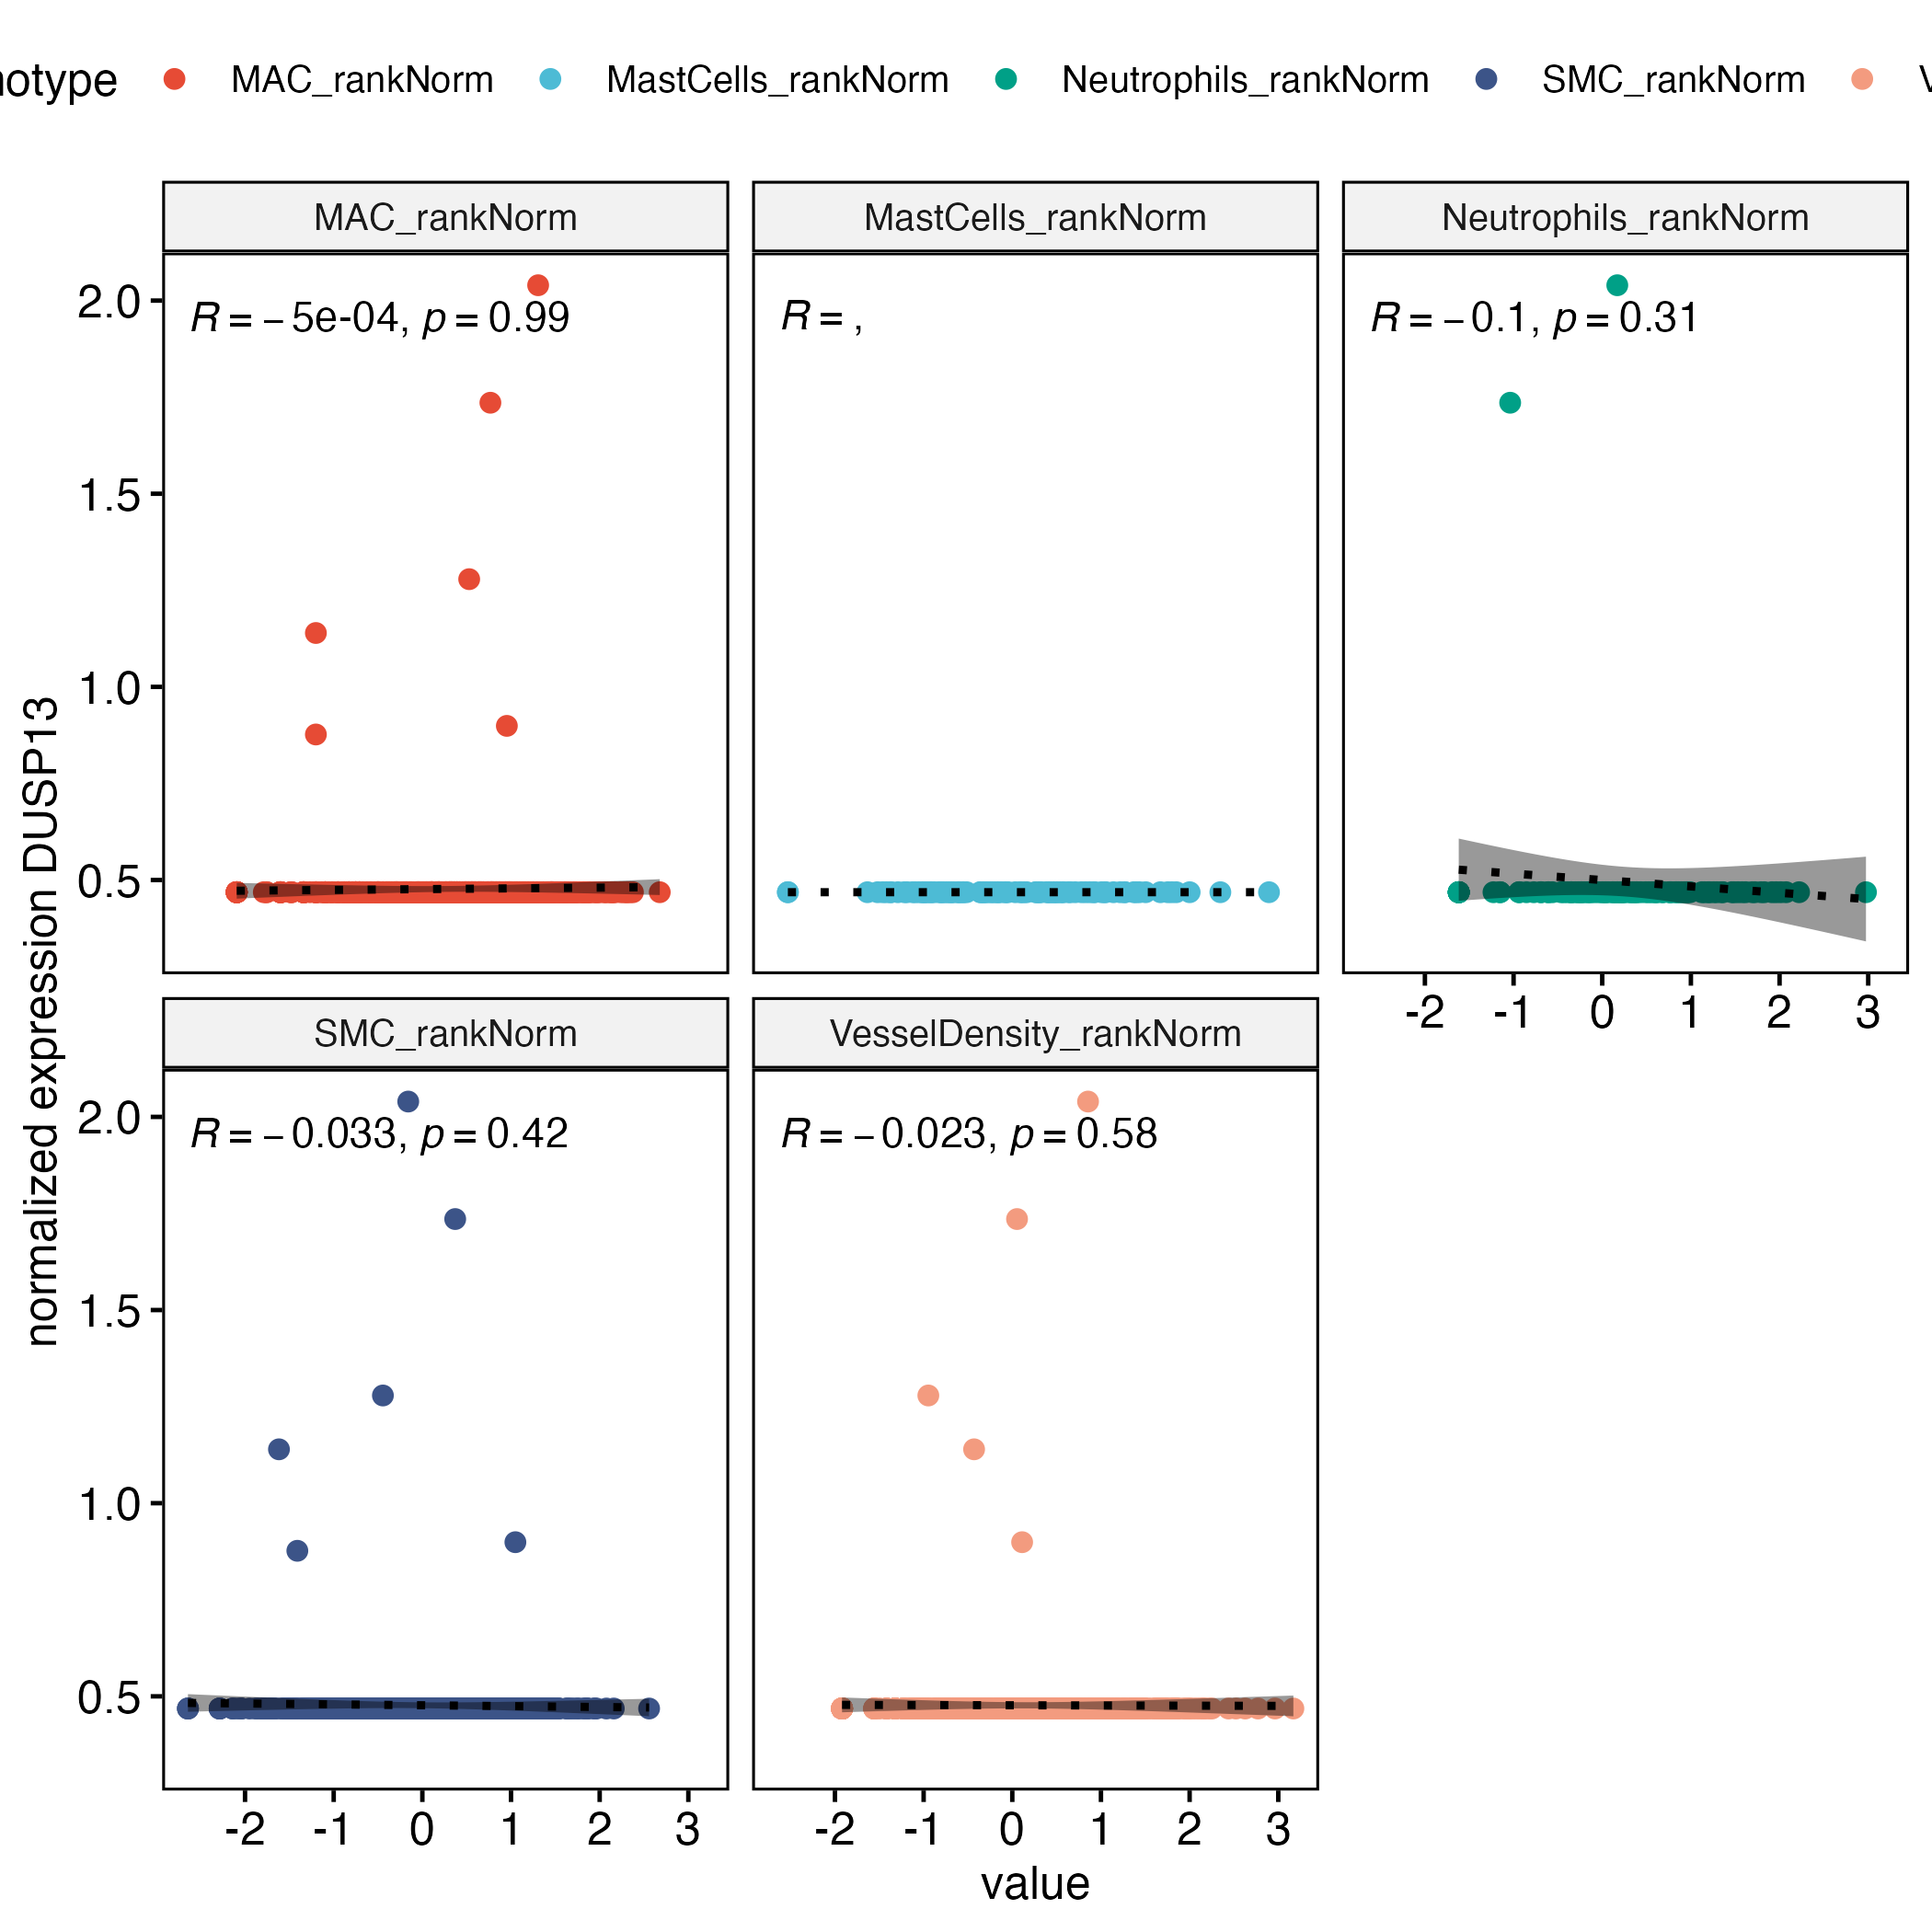 notype MAC_rankNorm MastCells_rankNorm Neutrophils_rankNorm SMC_rankNorm V
MAC_rankNorm MastCells_rankNorm Neutrophils_rankNorm
R = − 5e-04, p = 0.99
R = ,
R = − 0.1, p = 0.31
2.0
1.5
1.0
0.5
-2 -1 0 1 2 3
normalized expression DUSP13
SMC_rankNorm VesselDensity_rankNorm
R = − 0.033, p = 0.42
R = − 0.023, p = 0.58
2.0
1.5
1.0
0.5
-2 -1 0 1 2 3
-2 -1 0 1 2 3
value